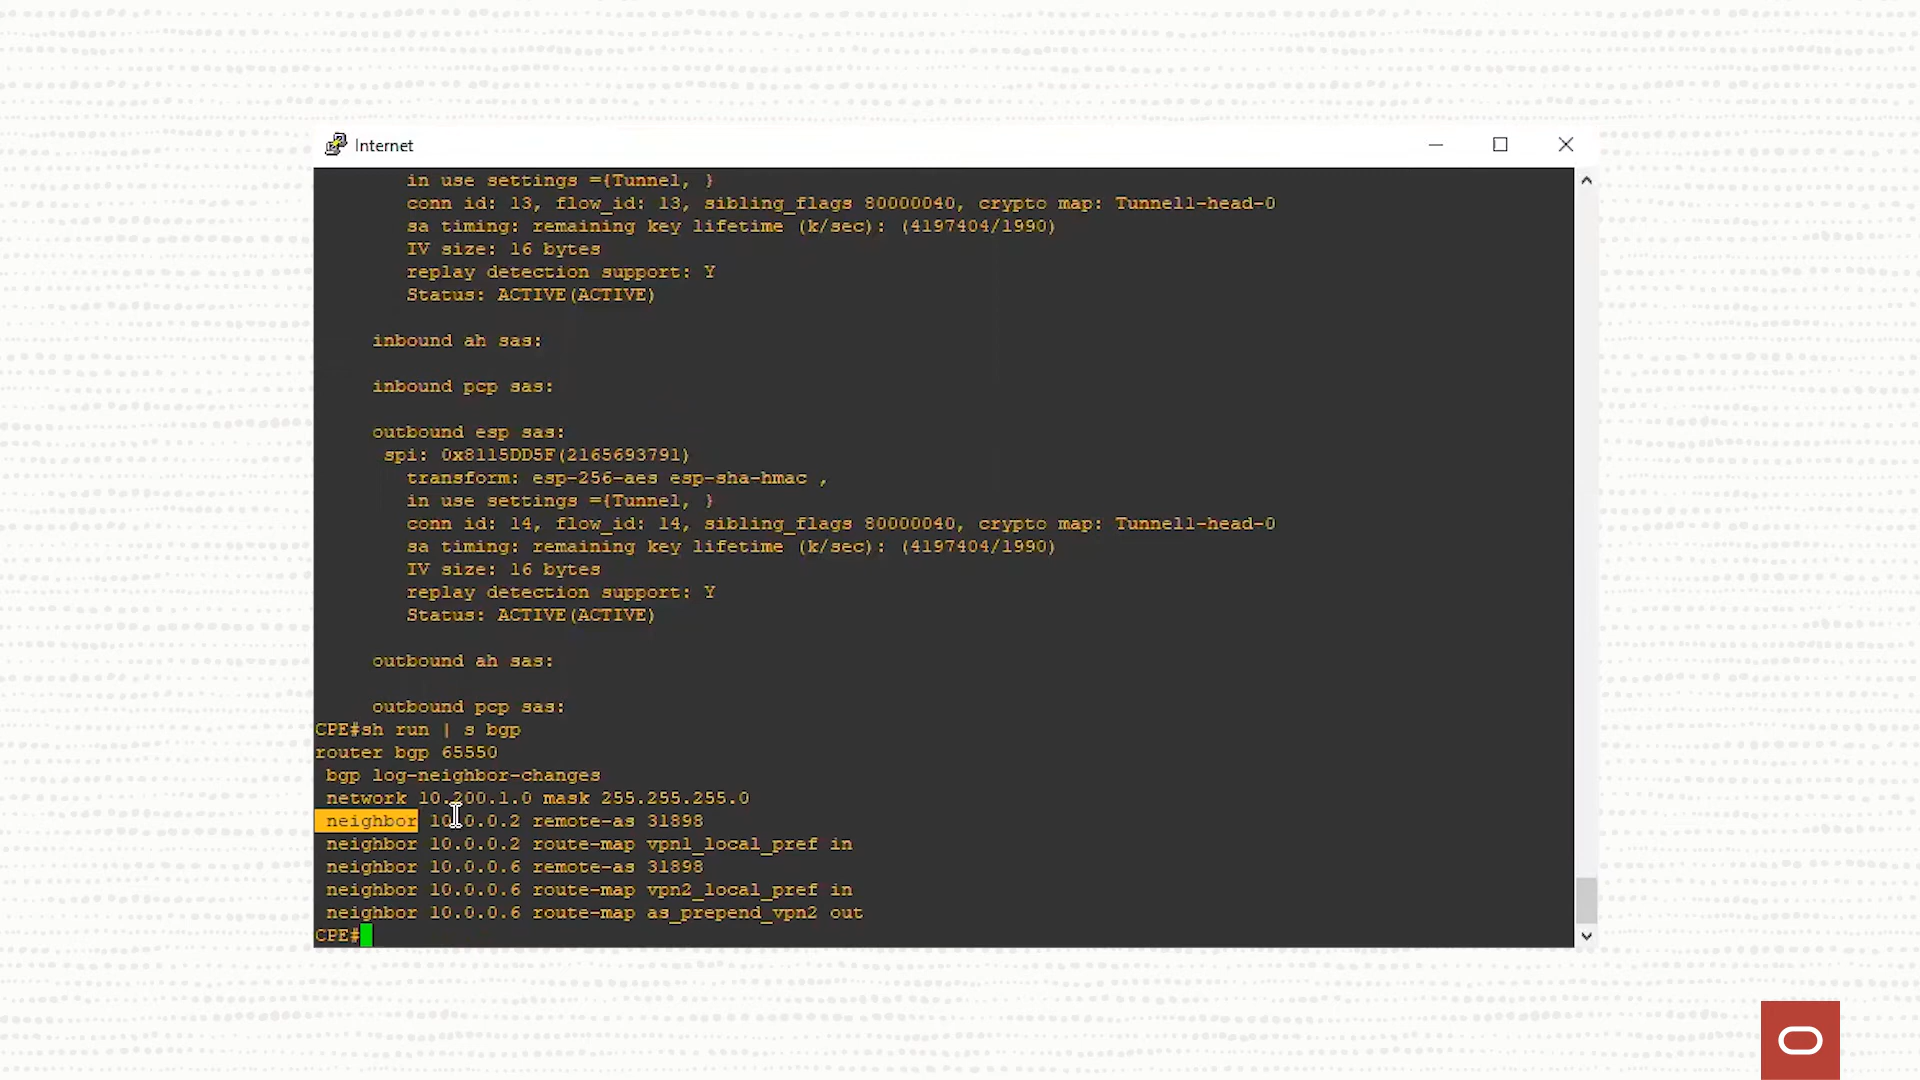 Internet
in use settings ={Tunnel, }
conn id: 13, flow_id: 13, sibling_flags 80000040, crypto map: Tunnel1-head-0
sa timing: remaining key lifetime (k/sec): (4197404/1990)
IV size: 16 bytes
replay detection support: Y
Status: ACTIVE(ACTIVE)
inbound ah sas:
inbound pcp sas:
outbound esp sas:
spi: 0x8115DD5F(2165693791)
transform: esp-256-aes esp-sha-hmac ,
in use settings ={Tunnel, }
conn id: 14, flow_id: 14, sibling_flags 80000040, crypto map: Tunnel1-head-0
sa timing: remaining key lifetime (k/sec): (4197404/1990)
IV size: 16 bytes
replay detection support: Y
Status: ACTIVE(ACTIVE)
outbound ah sas:
outbound pcp sas:
CPE#sh run | s bgp
router bgp 65550
bgp log-neighbor-changes
network 10.200.1.0 mask 255.255.255.0
neighbor 10.0.0.2 remote-as 31898
neighbor 10.0.0.2 route-map vpn1_local_pref in
neighbor 10.0.0.6 remote-as 31898
neighbor 10.0.0.6 route-map vpn2_local_pref in
neighbor 10.0.0.6 route-map as_prepend_vpn2 out
CPE#